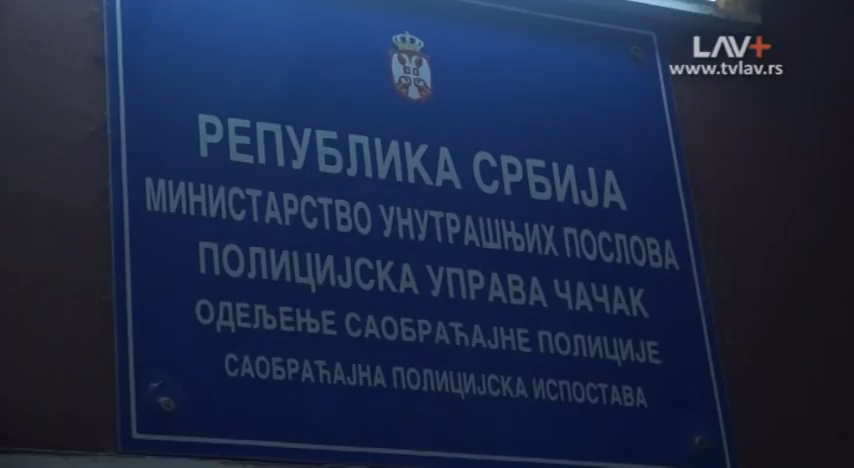 LAV+
www.tvlav.rs
РЕПУБЛИКА СРБИЈА
МИНИСТАРСТВО УНУТРАШЊИХ ПОСЛОВА
ПОЛИЦИЈСКА УПРАВА ЧАЧАК
ОДЕЉЕЊЕ САОБРАЋАЈНЕ ПОЛИЦИЈЕ
САОБРАЋАЈНА ПОЛИЦИЈСКА ИСПОСТАВА